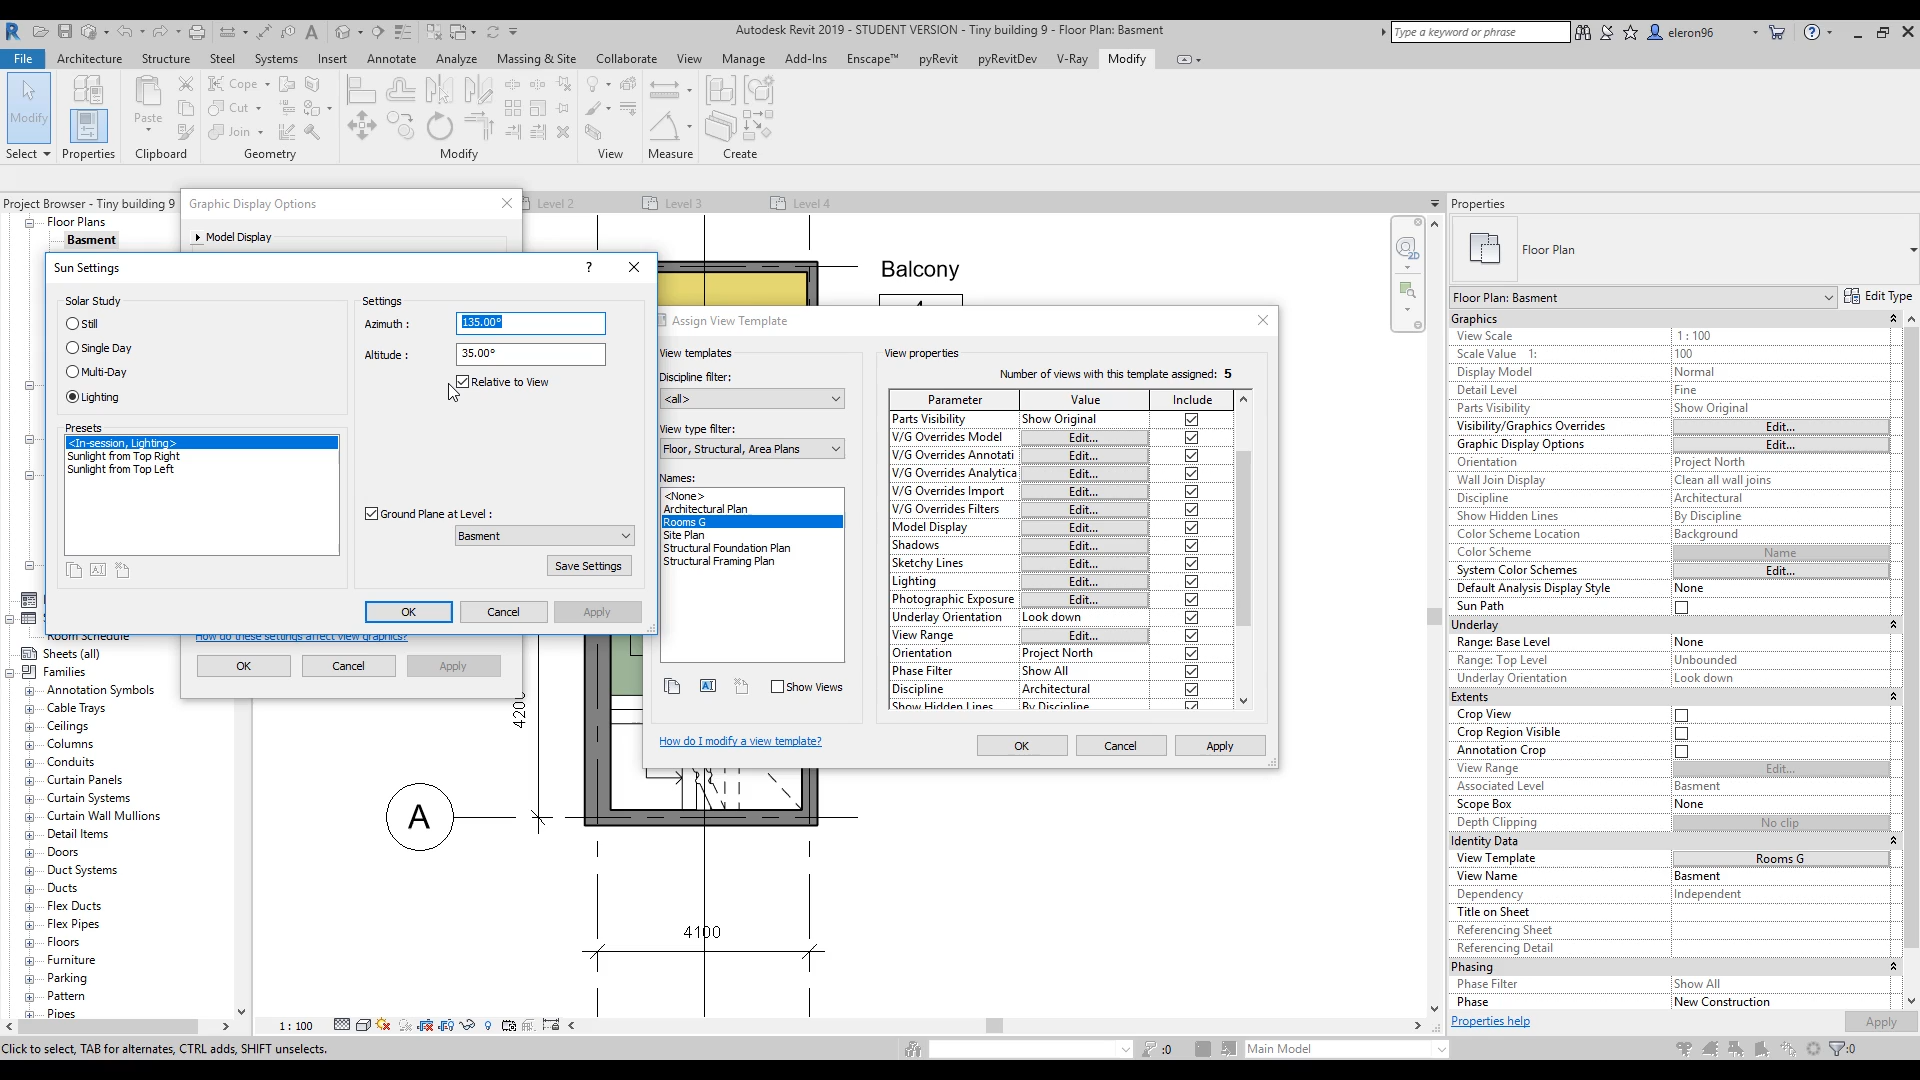 Autodesk Revit 2019 - STUDENT VERSION - Tiny building 9 - Floor Plan: Basment
Type a keyword or phrase
eleron96
File Architecture Structure Steel Systems Insert Annotate Analyze Massing & Site Collaborate View Manage Add-Ins Enscape™ pyRevit pyRevitDev V-Ray Modify
Modify
Paste
Cope
Cut
Join
Select Properties Clipboard Geometry Modify View Measure Create
Project Browser - Tiny building 9
Floor Plans
Basment
Room Schedule
Sheets (all)
Families
Annotation Symbols
Cable Trays
Ceilings
Columns
Conduits
Curtain Panels
Curtain Systems
Curtain Wall Mullions
Detail Items
Doors
Duct Systems
Ducts
Flex Ducts
Flex Pipes
Floors
Furniture
Parking
Pattern
Pipes
Graphic Display Options
Model Display
How do these settings affect view graphics?
OK Cancel Apply
Level 2 Level 3 Level 4
Sun Settings
?
Solar Study
Still
Single Day
Multi-Day
Lighting
Presets
<In-session, Lighting>
Sunlight from Top Right
Sunlight from Top Left
Settings
Azimuth : 135.00°
Altitude : 35.00°
Relative to View
Ground Plane at Level :
Basment
Save Settings
OK Cancel Apply
Balcony
4
2D
4200
A
4100
Assign View Template
View templates
Discipline filter:
<all>
View type filter:
Floor, Structural, Area Plans
Names:
<None>
Architectural Plan
Rooms G
Site Plan
Structural Foundation Plan
Structural Framing Plan
Show Views
How do I modify a view template?
View properties
Number of views with this template assigned: 5
Parameter Value Include
Parts Visibility Show Original
V/G Overrides Model Edit...
V/G Overrides Annotati Edit...
V/G Overrides Analytica Edit...
V/G Overrides Import Edit...
V/G Overrides Filters Edit...
Model Display Edit...
Shadows Edit...
Sketchy Lines Edit...
Lighting Edit...
Photographic Exposure Edit...
Underlay Orientation Look down
View Range Edit...
Orientation Project North
Phase Filter Show All
Discipline Architectural
Show Hidden Lines By Discipline
OK Cancel Apply
Properties
Floor Plan
Floor Plan: Basment Edit Type
Graphics
View Scale 1 : 100
Scale Value 1: 100
Display Model Normal
Detail Level Fine
Parts Visibility Show Original
Visibility/Graphics Overrides Edit...
Graphic Display Options Edit...
Orientation Project North
Wall Join Display Clean all wall joins
Discipline Architectural
Show Hidden Lines By Discipline
Color Scheme Location Background
Color Scheme Name
System Color Schemes Edit...
Default Analysis Display Style None
Sun Path
Underlay
Range: Base Level None
Range: Top Level Unbounded
Underlay Orientation Look down
Extents
Crop View
Crop Region Visible
Annotation Crop
View Range Edit...
Associated Level Basment
Scope Box None
Depth Clipping No clip
Identity Data
View Template Rooms G
View Name Basment
Dependency Independent
Title on Sheet
Referencing Sheet
Referencing Detail
Phasing
Phase Filter Show All
Phase New Construction
Properties help Apply
1 : 100
Click to select, TAB for alternates, CTRL adds, SHIFT unselects.
:0
Main Model
:0